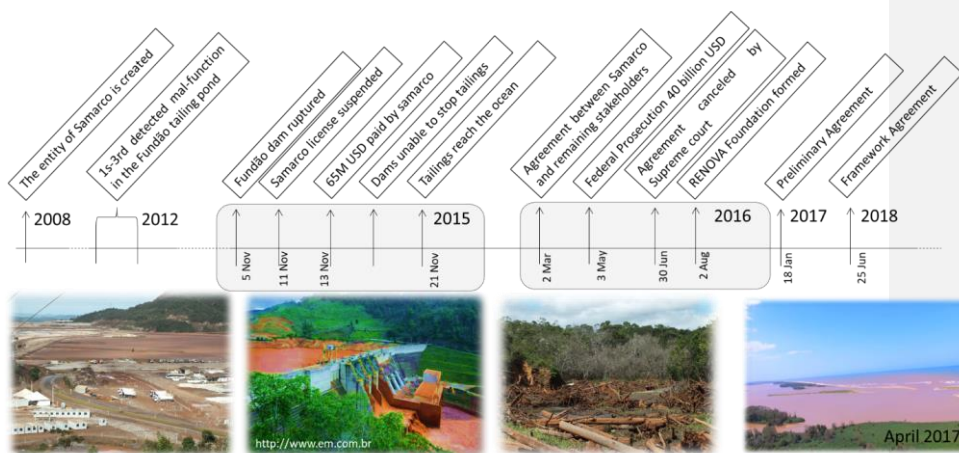 The entity of Samarco is created
1s-3rd detected mal-function
in the Fundão tailing pond
Fundão dam ruptured
Samarco license suspended
65M USD paid by samarco
Dams unable to stop tailings
Tailings reach the ocean
Agreement between Samarco
and remaining stakeholders
Federal Prosecution 40 billion USD
Agreement canceled by
Supreme court
RENOVA Foundation formed
Preliminary Agreement
Framework Agreement
2008
2012
2015
2016
2017
2018
5 Nov
11 Nov
13 Nov
21 Nov
2 Mar
3 May
30 Jun
2 Aug
18 Jan
25 Jun
http://www.em.com.br
April 2017